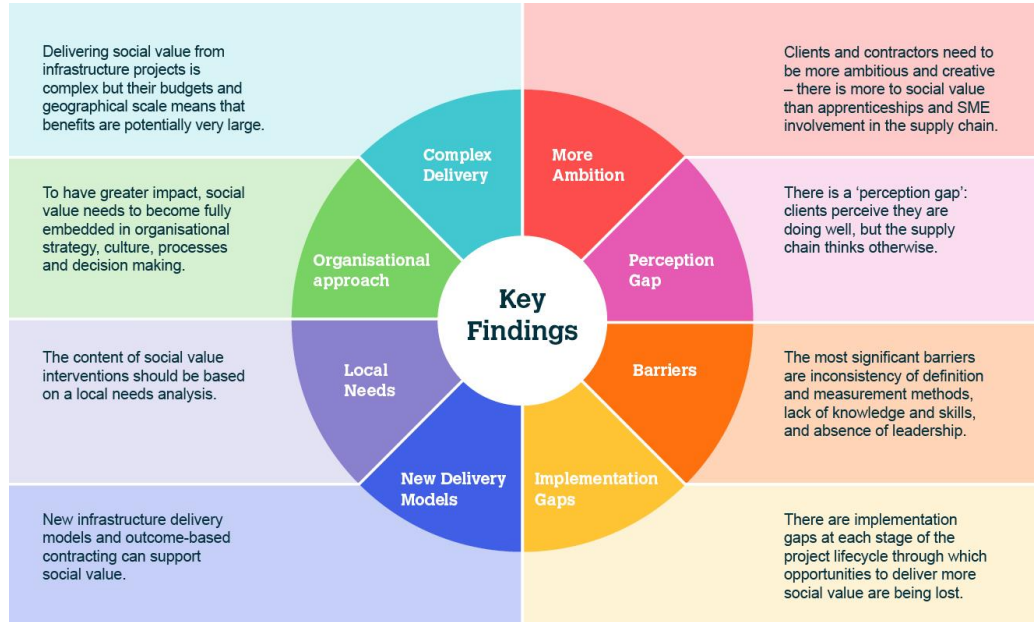 Delivering social value from
infrastructure projects is
complex but their budgets and
geographical scale means that
benefits are potentially very large.
Clients and contractors need to
be more ambitious and creative
– there is more to social value
than apprenticeships and SME
involvement in the supply chain.
Complex
Delivery
More
Ambition
To have greater impact, social
value needs to become fully
embedded in organisational
strategy, culture, processes
and decision making.
Organisational
approach
Perception
Gap
There is a ‘perception gap’:
clients perceive they are
doing well, but the supply
chain thinks otherwise.
Key
Findings
The content of social value
interventions should be based
on a local needs analysis.
Local
Needs
Barriers
The most significant barriers
are inconsistency of definition
and measurement methods,
lack of knowledge and skills,
and absence of leadership.
New Delivery
Models
Implementation
Gaps
New infrastructure delivery
models and outcome-based
contracting can support
social value.
There are implementation
gaps at each stage of the
project lifecycle through which
opportunities to deliver more
social value are being lost.